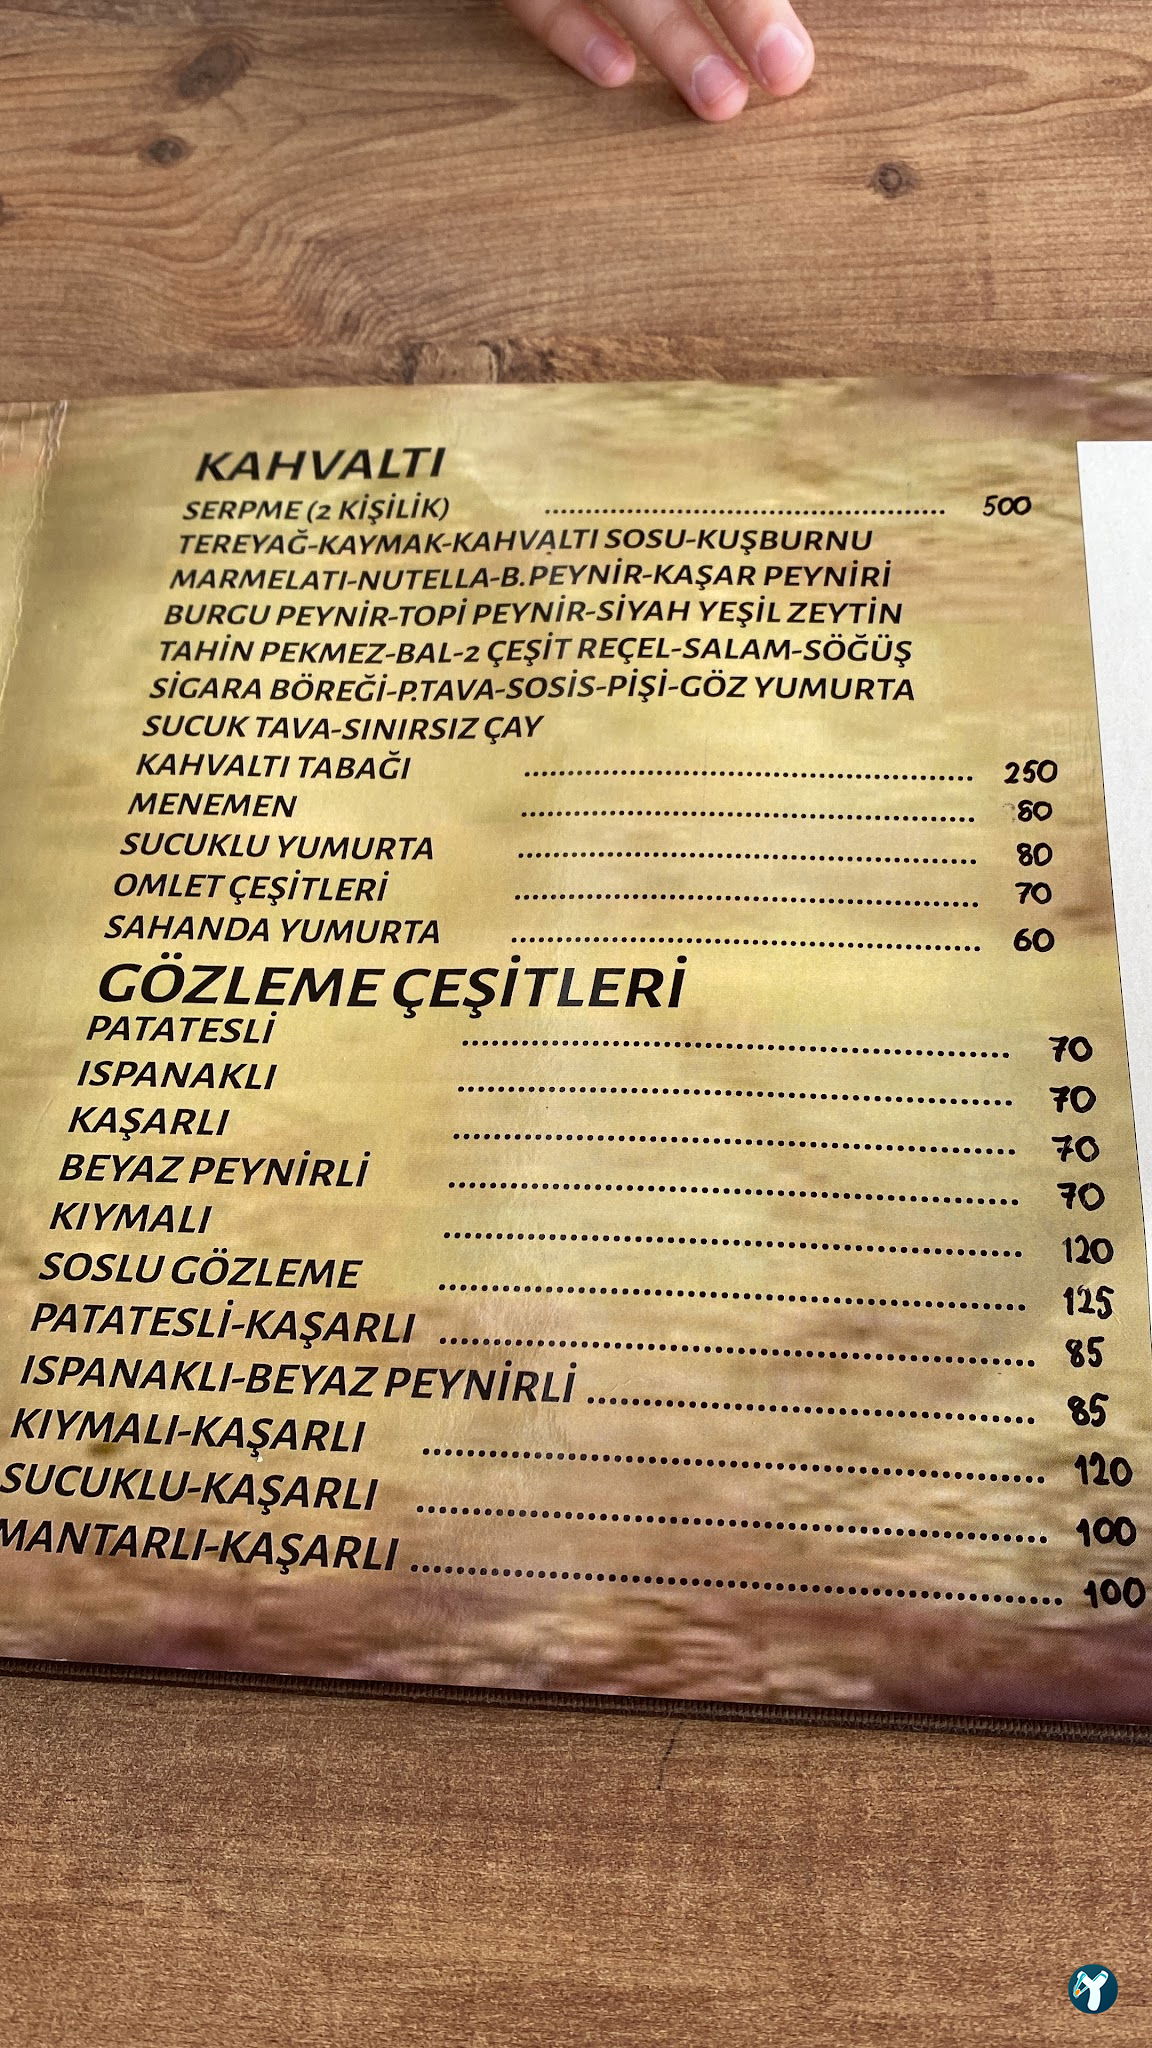 KAHVALTI
SERPME (2 KİŞİLİK) ........................................ 500
TEREYAĞ-KAYMAK-KAHVALTI SOSU-KUŞBURNU
MARMELATI-NUTELLA-B.PEYNİR-KAŞAR PEYNİRİ
BURGU PEYNİR-TOPİ PEYNİR-SİYAH YEŞİL ZEYTİN
TAHİN PEKMEZ-BAL-2 ÇEŞİT REÇEL-SALAM-SÖĞÜŞ
SİGARA BÖREĞİ-P.TAVA-SOSİS-PİŞİ-GÖZ YUMURTA
SUCUK TAVA-SINIRSIZ ÇAY
KAHVALTI TABAĞI ........................................ 250
MENEMEN ........................................ 80
SUCUKLU YUMURTA ........................................ 80
OMLET ÇEŞİTLERİ ........................................ 70
SAHANDA YUMURTA ........................................ 60
GÖZLEME ÇEŞİTLERİ
PATATESLİ ........................................ 70
ISPANAKLI ........................................ 70
KAŞARLI ........................................ 70
BEYAZ PEYNİRLİ ........................................ 70
KIYMALI ........................................ 120
SOSLU GÖZLEME ........................................ 125
PATATESLİ-KAŞARLI ........................................ 85
ISPANAKLI-BEYAZ PEYNİRLİ ........................................ 85
KIYMALI-KAŞARLI ........................................ 120
SUCUKLU-KAŞARLI ........................................ 100
MANTARLI-KAŞARLI ........................................ 100